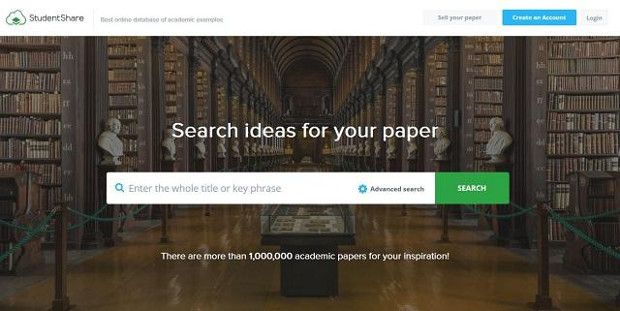 StudentShare
Best online database of academic examples
Sell your paper
Create an Account
Login
Search ideas for your paper
Enter the whole title or key phrase
Advanced search
SEARCH
There are more than 1,000,000 academic papers for your inspiration!